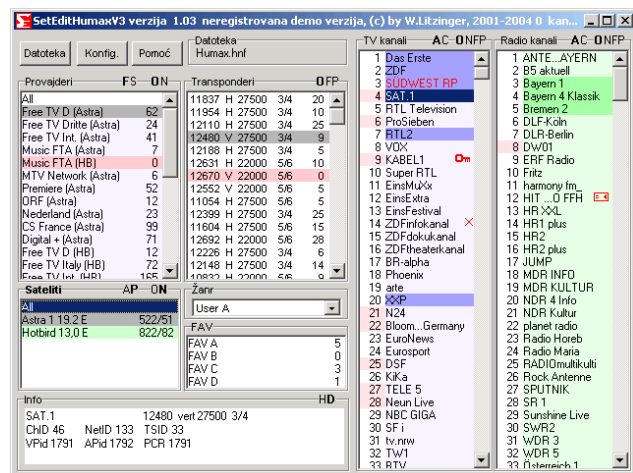 SetEditHumaxV3 verzija 1.03 neregistrovana demo verzija, (c) by W.Litzinger, 2001-2004 0 kan...
Datoteka Konfig. Pomoć
Datoteka
Humax.hnf
Provajderi FS ON
All
Free TV D (Astra) 62
Free TV Dritte (Astra) 24
Free TV Int. (Astra) 41
Music FTA (Astra) 7
Music FTA (HB) 0
MTV Network (Astra) 6
Premiere (Astra) 52
ORF (Astra) 12
Nederland (Astra) 23
CS France (Astra) 99
Digital + (Astra) 71
Free TV D (HB) 12
Free TV Italy (HB) 72
Free TV Int. (HB) 165
Transponderi OFP
11837 H 27500 3/4 20
11954 H 27500 3/4 10
12110 H 27500 3/4 25
12480 V 27500 3/4 9
12188 H 27500 3/4 5
12631 H 22000 5/6 10
12670 V 22000 5/6 0
12552 V 22000 5/6 5
11054 H 27500 5/6 5
12399 H 27500 3/4 25
11604 H 27500 5/6 15
12692 H 22000 5/6 28
12226 H 27500 3/4 6
12148 H 27500 3/4 14
10832 H 22000 5/6
Sateliti AP ON
All
Astra 1 19.2 E 522/51
Hotbird 13,0 E 822/82
Žanr
User A
FAV
FAV A 5
FAV B 0
FAV C 3
FAV D 1
Info HD
SAT.1 12480 vert 27500 3/4
ChID 46 NetID 133 TSID 33
VPid 1791 APid 1792 PCR 1791
TV kanali AC-ONFP
1 Das Erste
2 ZDF
3 SÜDWEST RP
4 SAT.1
5 RTL Television
6 ProSieben
7 RTL2
8 VOX
9 KABEL1
10 Super RTL
11 EinsMuXx
12 EinsExtra
13 EinsFestival
14 ZDFinfokanal
15 ZDFdokukanal
16 ZDFtheaterkanal
17 BR-alpha
18 Phoenix
19 arte
20 XXP
21 N24
22 Bloom...Germany
23 EuroNews
24 Eurosport
25 DSF
26 KiKa
27 TELE 5
28 Neun Live
29 NBC GIGA
30 SF i
31 tv.nrw
32 TW1
33 RTV
Radio kanali AC-ONFP
1 ANTE...AYERN
2 B5 aktuell
3 Bayern 1
4 Bayern 4 Klassik
5 Bremen 2
6 DLF-Köln
7 DLR-Berlin
8 DW01
9 ERF Radio
10 Fritz
11 harmony fm_
12 HIT ...O FFH
13 HR XXL
14 HR1 plus
15 HR2
16 HR2 plus
17 JUMP
18 MDR INFO
19 MDR KULTUR
20 NDR 4 Info
21 NDR Kultur
22 planet radio
23 Radio Horeb
24 Radio Maria
25 RADIOmultikulti
26 Rock Antenne
27 SPUTNIK
28 SR 1
29 Sunshine Live
30 SWR2
31 WDR 3
32 WDR 5
33 Österreich 1